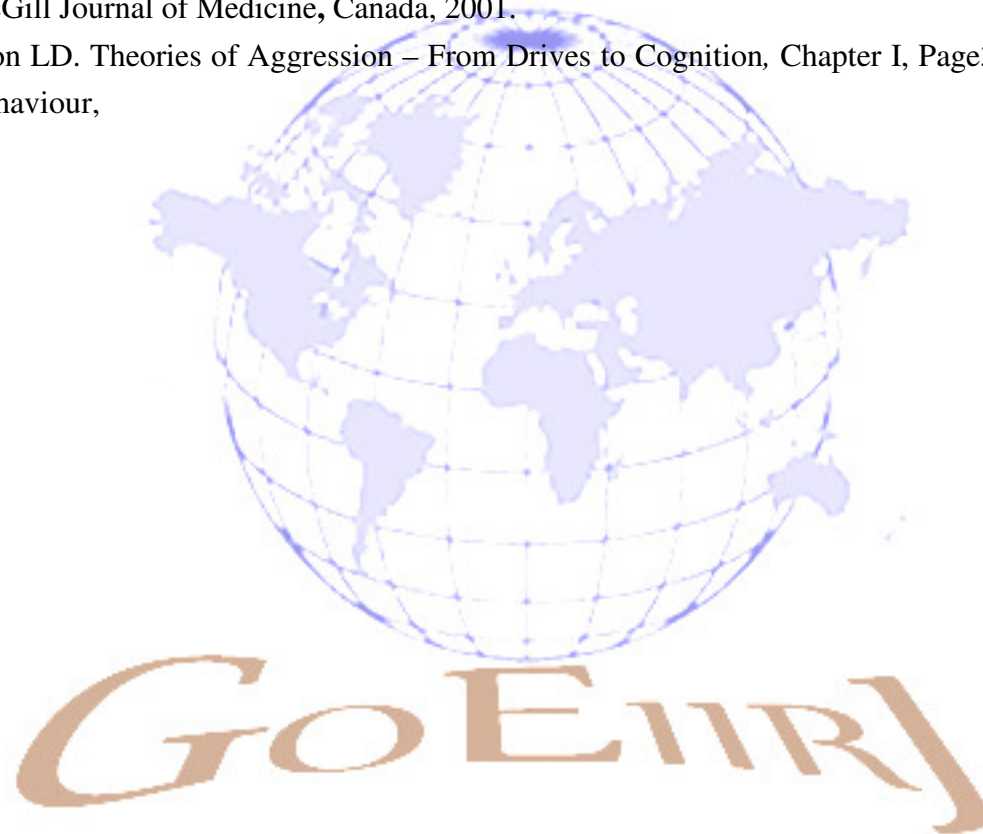 Gill Journal of Medicine, Canada, 2001.
on LD. Theories of Aggression – From Drives to Cognition, Chapter I, Page
haviour,
GOEIIRJ